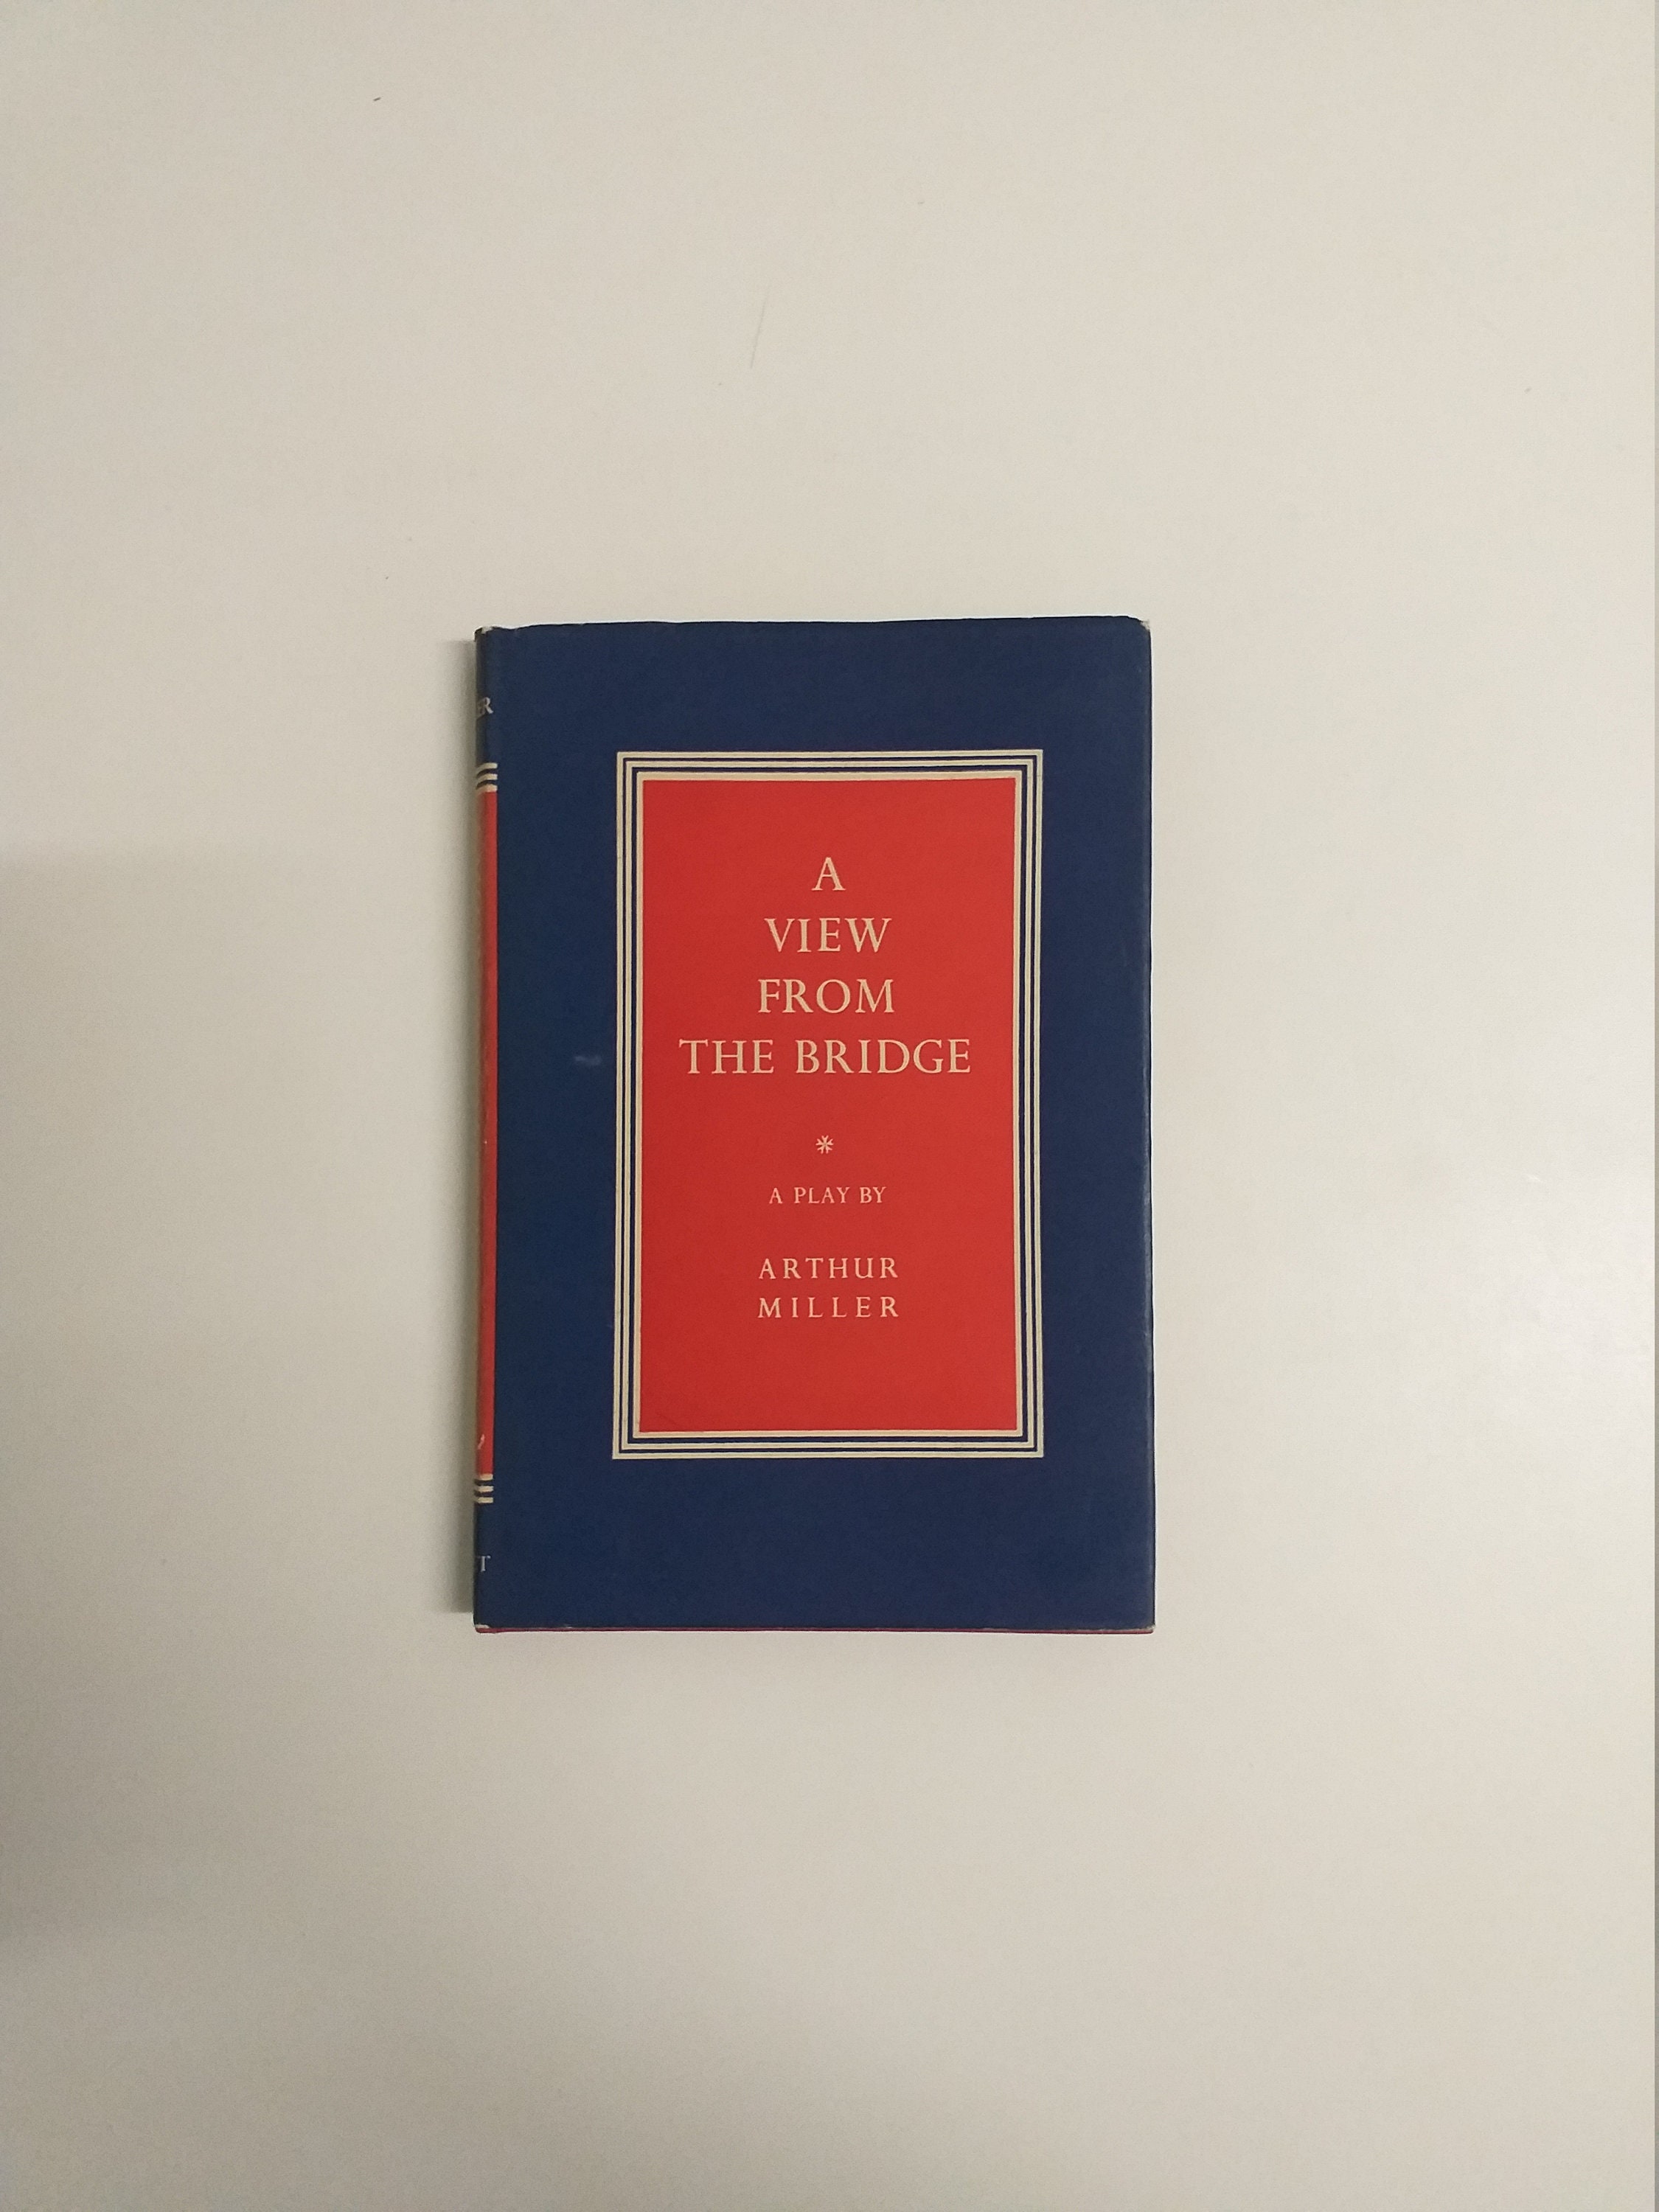 A
VIEW
FROM
THE BRIDGE
*
A PLAY BY
ARTHUR
MILLER